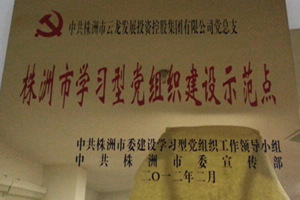 中共株洲市云龙发展投资控股集团有限公司党总支
株洲市学习型党组织建设示范点
中共株洲市委建设学习型党组织工作领导小组
中共株洲市委宣传部
二〇一二年二月